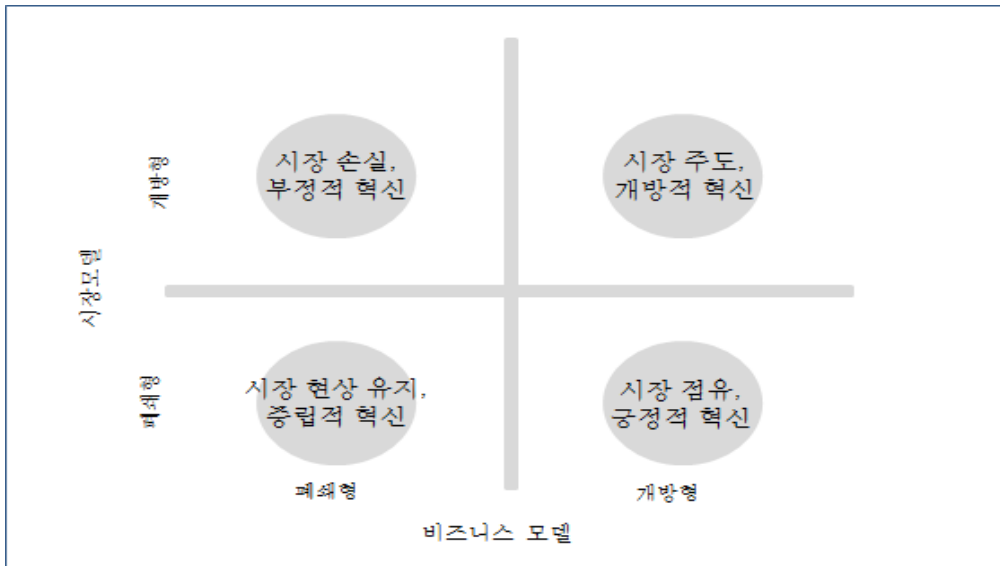 개방형
시장 손실,
부정적 혁신
시장 주도,
개방적 혁신
시장모델
폐쇄형
시장 현상 유지,
중립적 혁신
시장 점유,
긍정적 혁신
폐쇄형
개방형
비즈니스 모델